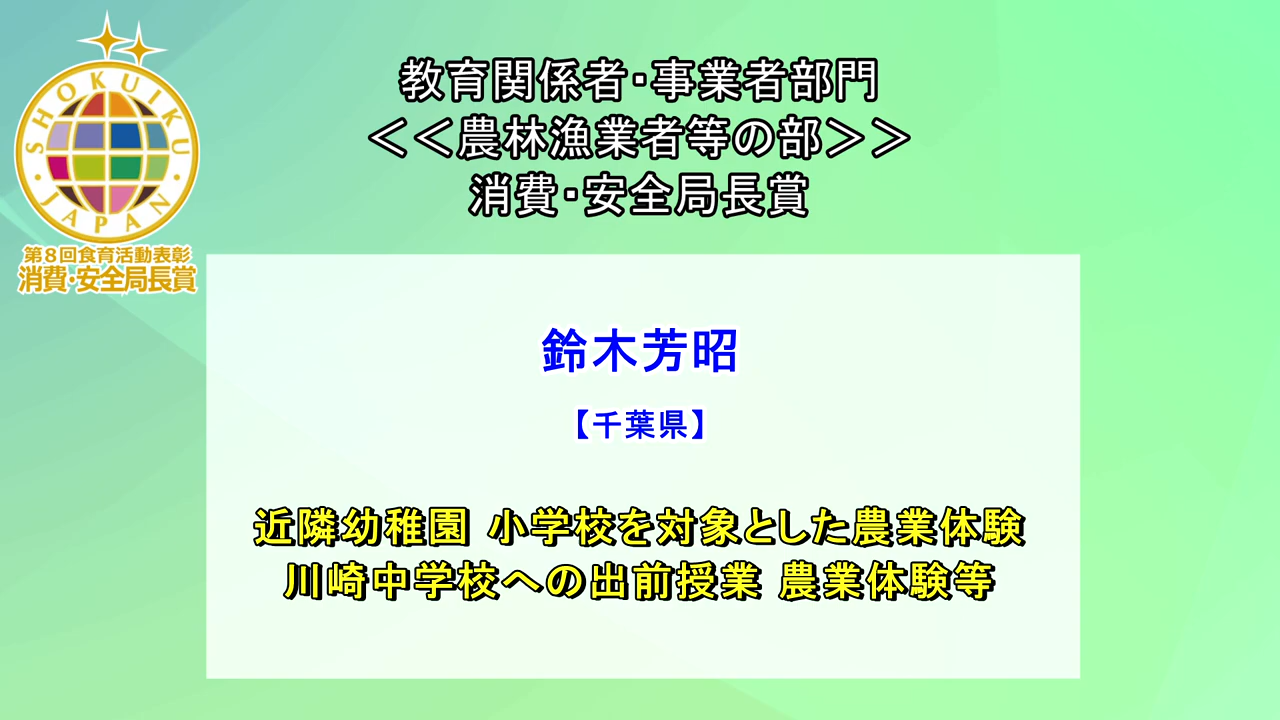 SHOKUIKU
JAPAN
第8回食育活動表彰
消費・安全局長賞
教育関係者・事業者部門
＜＜農林漁業者等の部＞＞
消費・安全局長賞
鈴木芳昭
【千葉県】
近隣幼稚園 小学校を対象とした農業体験
川崎中学校への出前授業 農業体験等